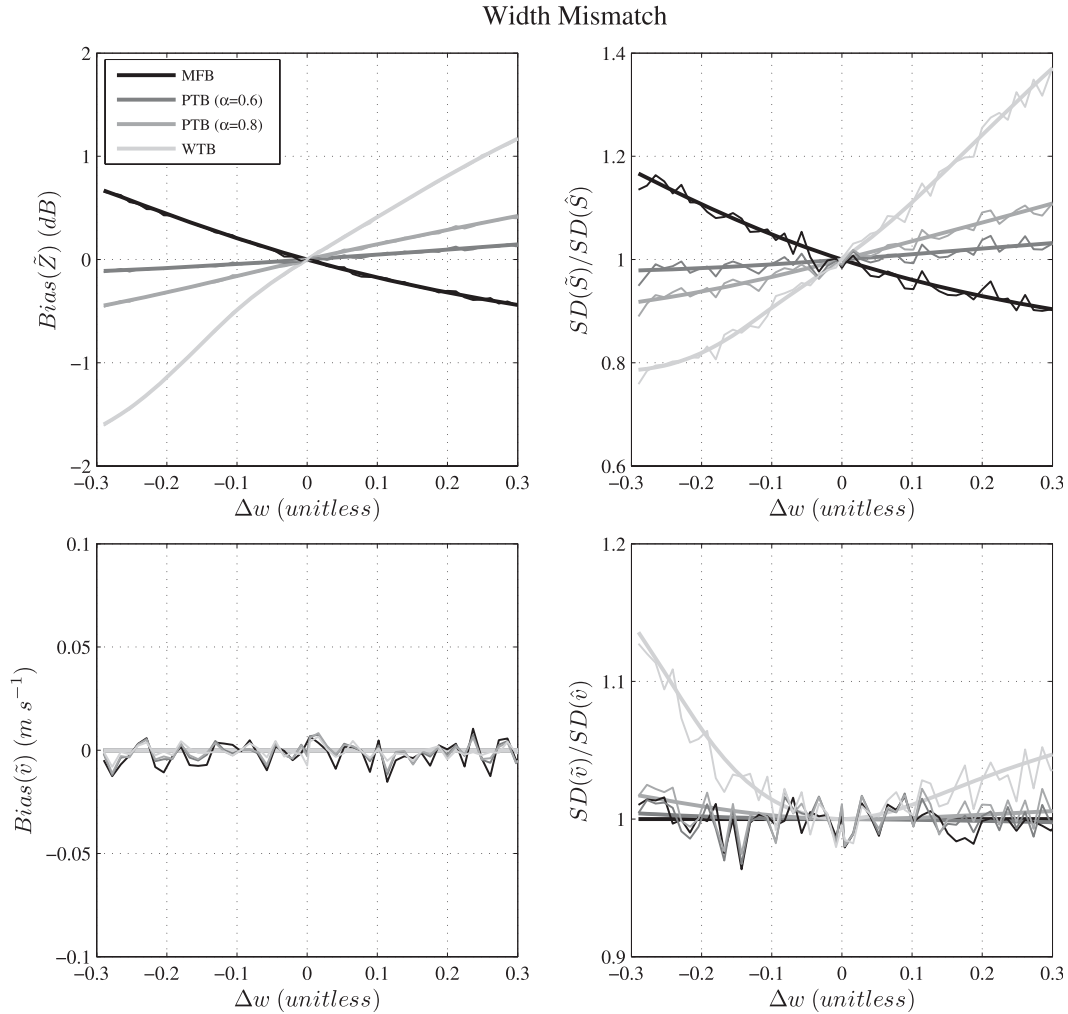 Width Mismatch
2
1
0
−1
−2
−0.3 −0.2 −0.1 0 0.1 0.2 0.3
Δw (unitless)
Bias(Z̃) (dB)
MFB
PTB (α=0.6)
PTB (α=0.8)
WTB
1.4
1.2
1
0.8
0.6
−0.3 −0.2 −0.1 0 0.1 0.2 0.3
Δw (unitless)
SD(S̃)/SD(Ŝ)
0.1
0.05
0
−0.05
−0.1
−0.3 −0.2 −0.1 0 0.1 0.2 0.3
Δw (unitless)
Bias(ṽ) (m s⁻¹)
1.2
1.1
1
0.9
−0.3 −0.2 −0.1 0 0.1 0.2 0.3
Δw (unitless)
SD(ṽ)/SD(v̂)